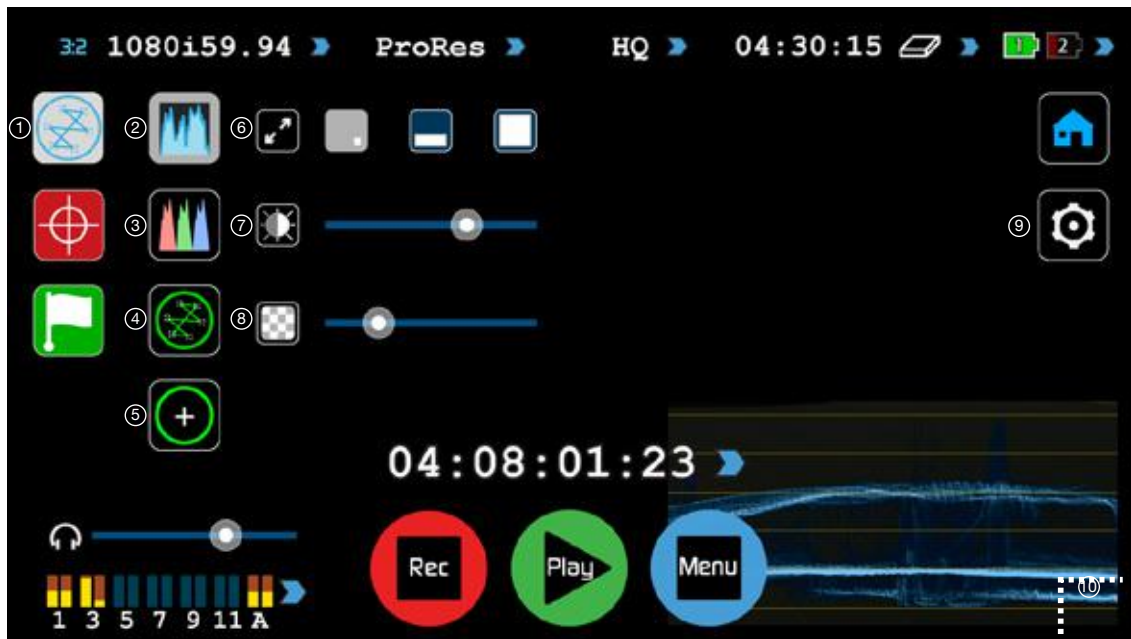 3:2 1080i59.94 ProRes HQ 04:30:15 1 2
① ② ⑥
③ ⑦ ⑨
④ ⑧
⑤
04:08:01:23
Rec Play Menu
⑩
1 3 5 7 9 11 A